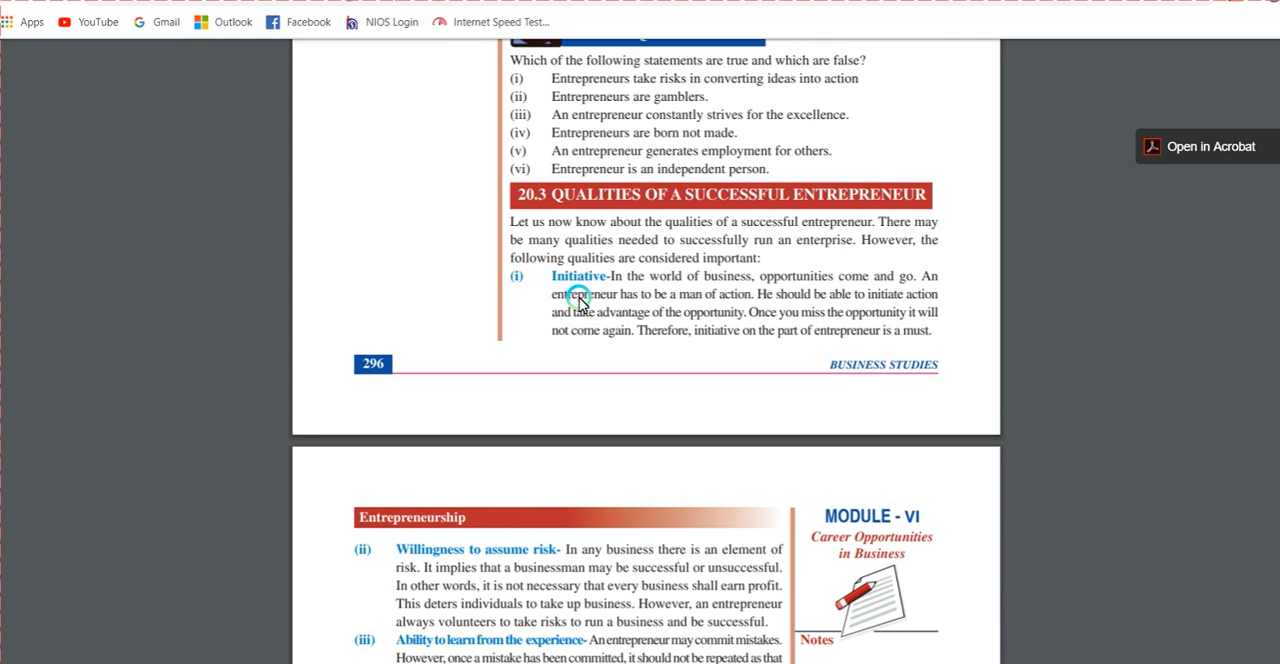 Apps YouTube Gmail Outlook Facebook NIOS Login Internet Speed Test...
Which of the following statements are true and which are false?
(i) Entrepreneurs take risks in converting ideas into action
(ii) Entrepreneurs are gamblers.
(iii) An entrepreneur constantly strives for the excellence.
(iv) Entrepreneurs are born not made.
(v) An entrepreneur generates employment for others.
(vi) Entrepreneur is an independent person.
Open in Acrobat
20.3 QUALITIES OF A SUCCESSFUL ENTREPRENEUR
Let us now know about the qualities of a successful entrepreneur. There may
be many qualities needed to successfully run an enterprise. However, the
following qualities are considered important:
(i) Initiative-In the world of business, opportunities come and go. An
entrepreneur has to be a man of action. He should be able to initiate action
and take advantage of the opportunity. Once you miss the opportunity it will
not come again. Therefore, initiative on the part of entrepreneur is a must.
296 BUSINESS STUDIES
Entrepreneurship
MODULE - VI
Career Opportunities
in Business
Notes
(ii) Willingness to assume risk- In any business there is an element of
risk. It implies that a businessman may be successful or unsuccessful.
In other words, it is not necessary that every business shall earn profit.
This deters individuals to take up business. However, an entrepreneur
always volunteers to take risks to run a business and be successful.
(iii) Ability to learn from the experience- An entrepreneur may commit mistakes.
However, once a mistake has been committed, it should not be repeated as that